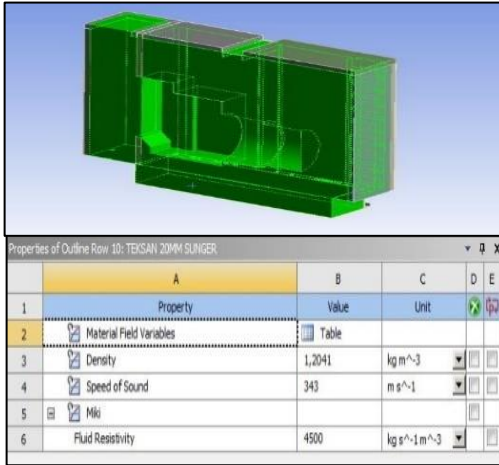 Properties of Outline Row 10: TEKSAN 20MM SUNGER
A B C D E
1 Property Value Unit
2 Material Field Variables Table
3 Density 1,2041 kg m^-3
4 Speed of Sound 343 m s^-1
5 Miki
6 Fluid Resistivity 4500 kg s^-1 m^-3